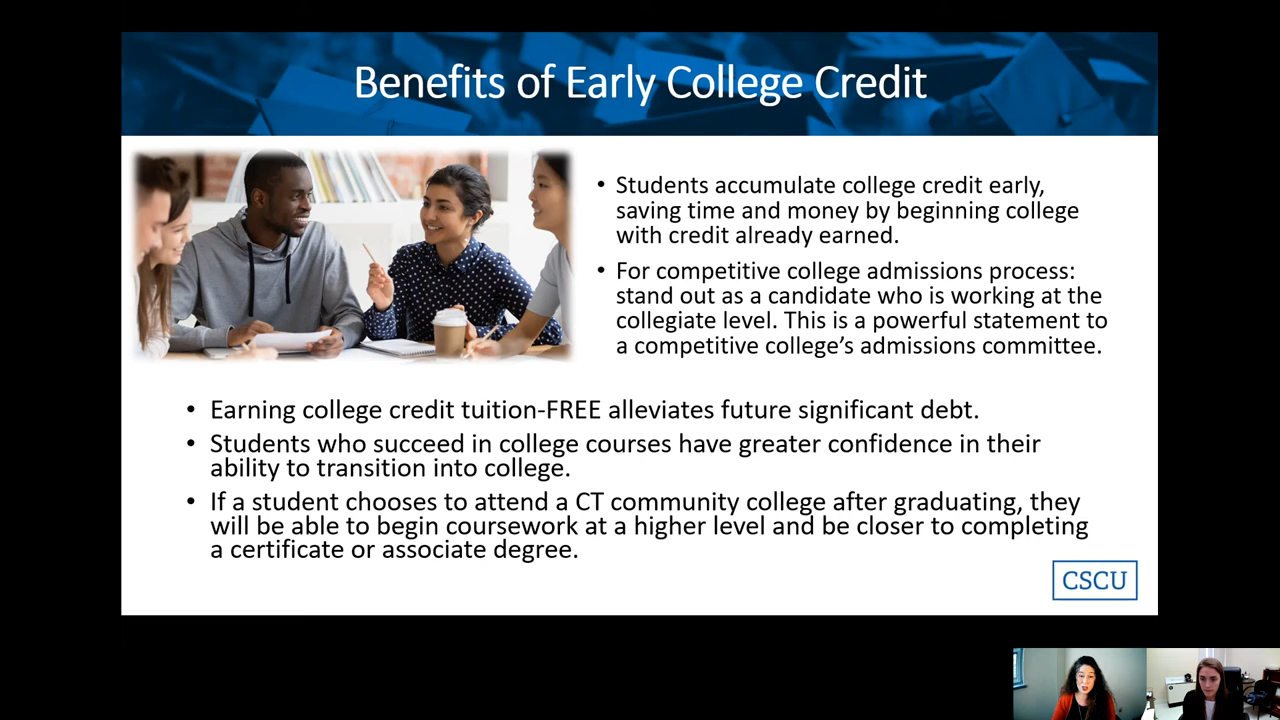 Benefits of Early College Credit
• Students accumulate college credit early,
saving time and money by beginning college
with credit already earned.
• For competitive college admissions process:
stand out as a candidate who is working at the
collegiate level. This is a powerful statement to
a competitive college’s admissions committee.
• Earning college credit tuition-FREE alleviates future significant debt.
• Students who succeed in college courses have greater confidence in their
ability to transition into college.
• If a student chooses to attend a CT community college after graduating, they
will be able to begin coursework at a higher level and be closer to completing
a certificate or associate degree.
CSCU